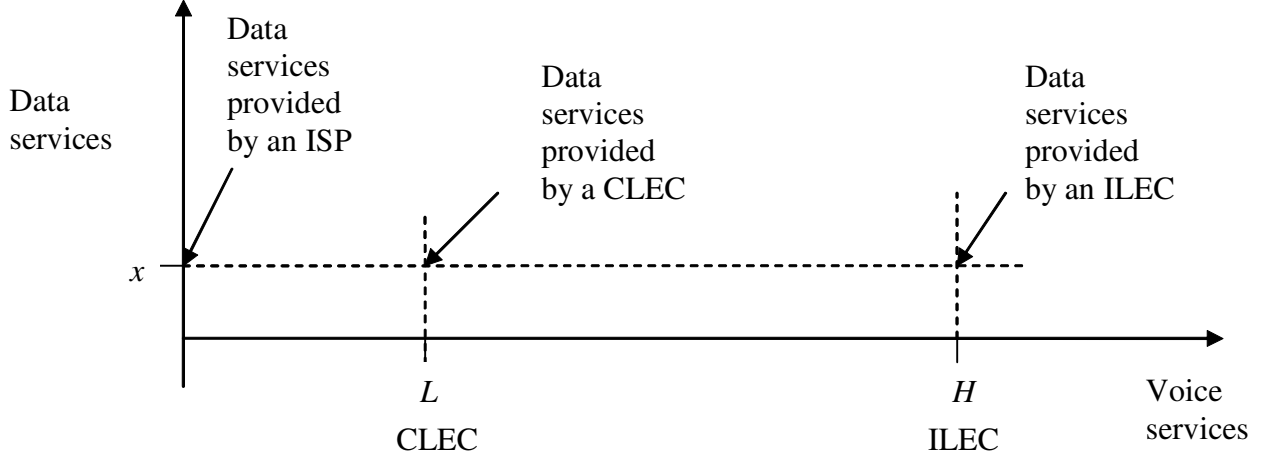 Data
services
Data
services
provided
by an ISP
Data
services
provided
by a CLEC
Data
services
provided
by an ILEC
x
L
CLEC
H
ILEC
Voice
services